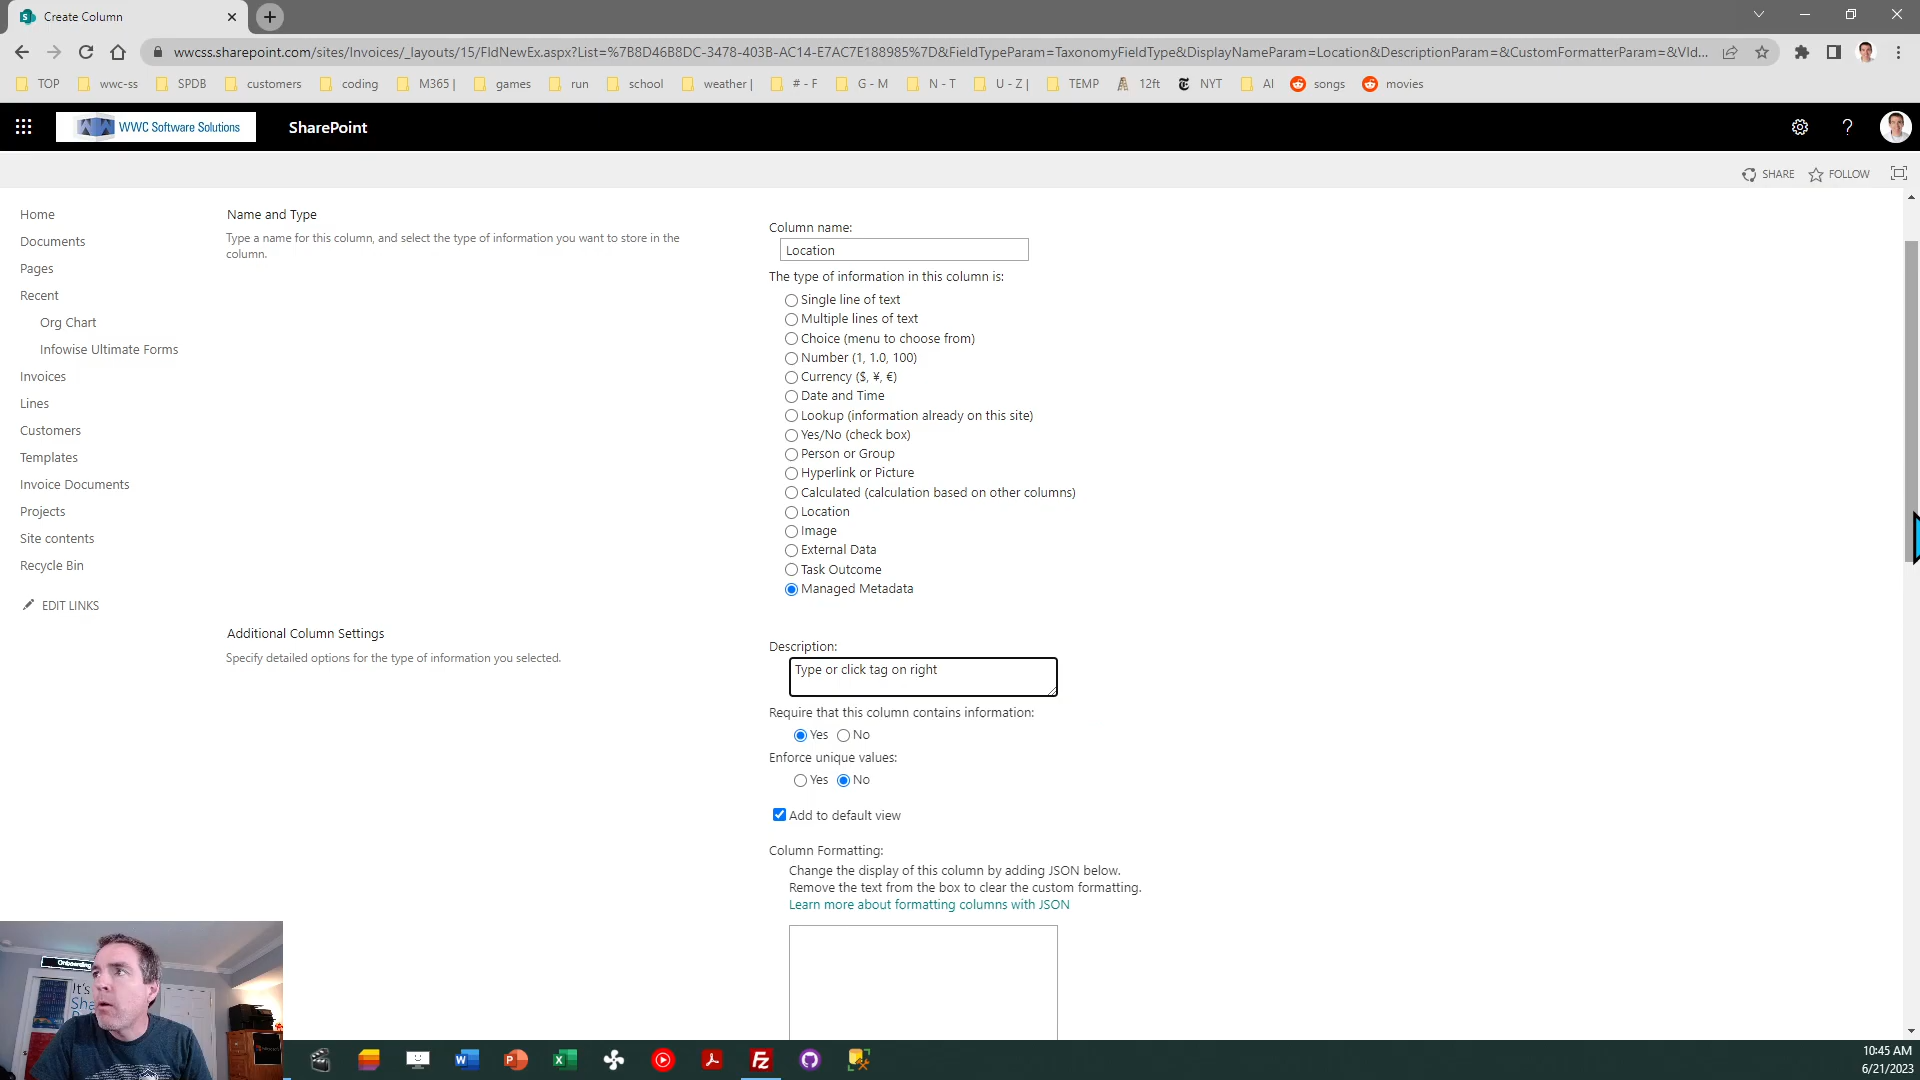 Create Column
wwcss.sharepoint.com/sites/Invoices/_layouts/15/FldNewEx.aspx?List=%7B8D46B8DC-3478-403B-AC14-E7AC7E188985%7D&FieldTypeParam=TaxonomyFieldType&DisplayNameParam=Location&DescriptionParam=&CustomFormatterParam=&VId...
TOP wwc-ss SPDB customers coding M365 | games run school weather | # - F G - M N - T U - Z | TEMP 12ft NYT AI songs movies
WWC Software Solutions SharePoint ?
SHARE FOLLOW
Home
Documents
Pages
Recent
Org Chart
Infowise Ultimate Forms
Invoices
Lines
Customers
Templates
Invoice Documents
Projects
Site contents
Recycle Bin
EDIT LINKS
Name and Type
Type a name for this column, and select the type of information you want to store in the
column.
Column name:
Location
The type of information in this column is:
Single line of text
Multiple lines of text
Choice (menu to choose from)
Number (1, 1.0, 100)
Currency ($, ¥, €)
Date and Time
Lookup (information already on this site)
Yes/No (check box)
Person or Group
Hyperlink or Picture
Calculated (calculation based on other columns)
Location
Image
External Data
Task Outcome
Managed Metadata
Additional Column Settings
Specify detailed options for the type of information you selected.
Description:
Type or click tag on right
Require that this column contains information:
Yes No
Enforce unique values:
Yes No
Add to default view
Column Formatting:
Change the display of this column by adding JSON below.
Remove the text from the box to clear the custom formatting.
Learn more about formatting columns with JSON
Onboarding
It's
Sha
10:45 AM
6/21/2023